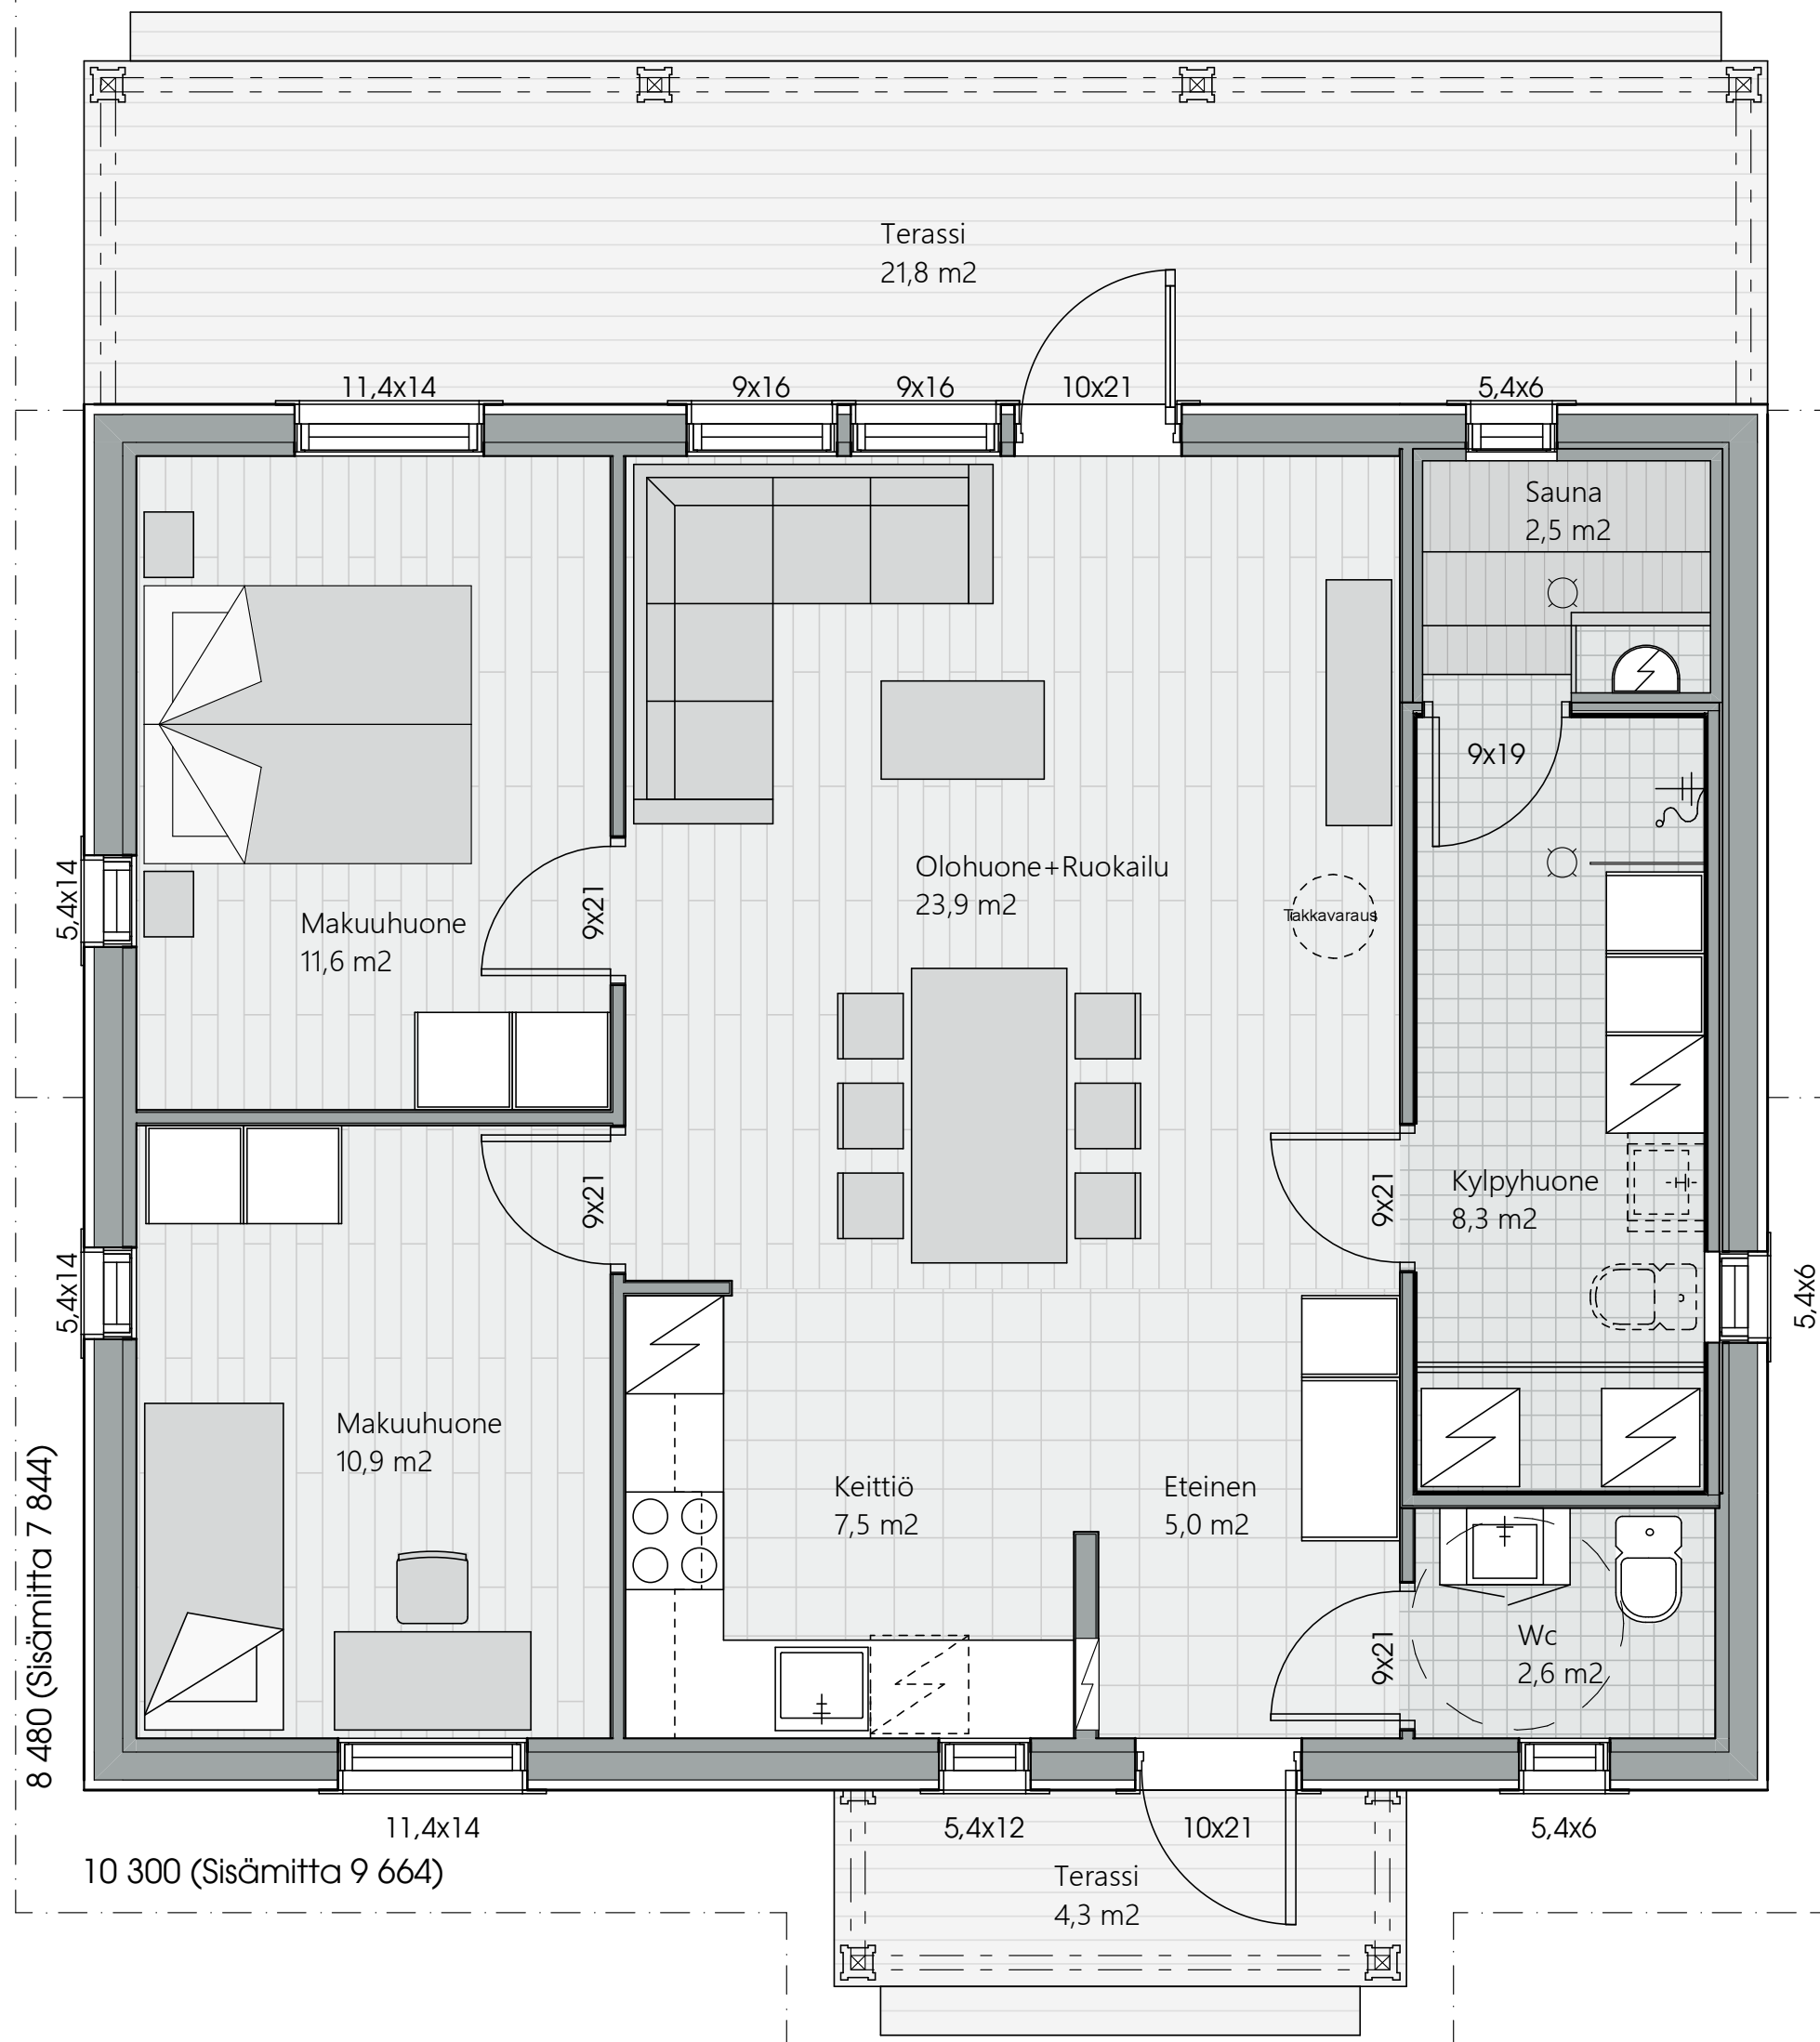 Terassi
21,8 m2
11,4x14
9x16
9x16
10x21
5,4x6
Sauna
2,5 m2
9x19
5,4x14
Makuuhuone
11,6 m2
9x21
Olohuone+Ruokailu
23,9 m2
Takkavaraus
9x21
9x21
Kylpyhuone
8,3 m2
5,4x14
5,4x6
Makuuhuone
10,9 m2
Keittiö
7,5 m2
Eteinen
5,0 m2
9x21
Wc
2,6 m2
8 480 (Sisämitta 7 844)
11,4x14
5,4x12
10x21
5,4x6
10 300 (Sisämitta 9 664)
Terassi
4,3 m2